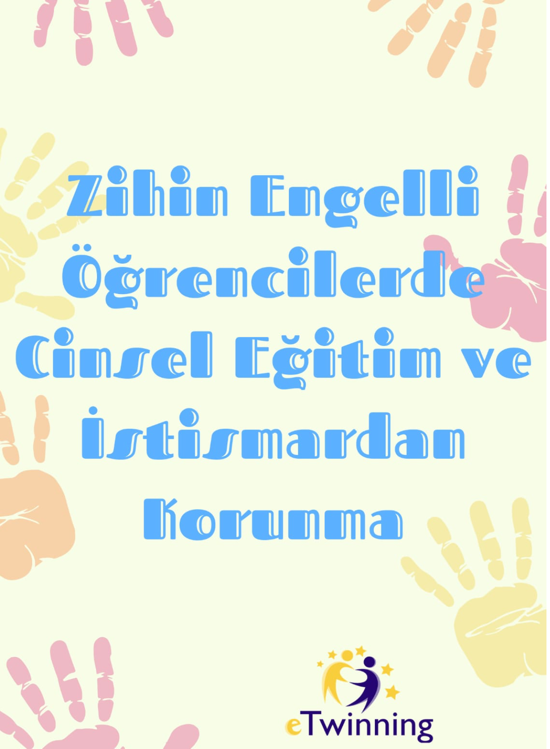 Zihin Engelli
Öğrencilerde
Cinsel Eğitim ve
İstismardan
Korunma
eTwinning